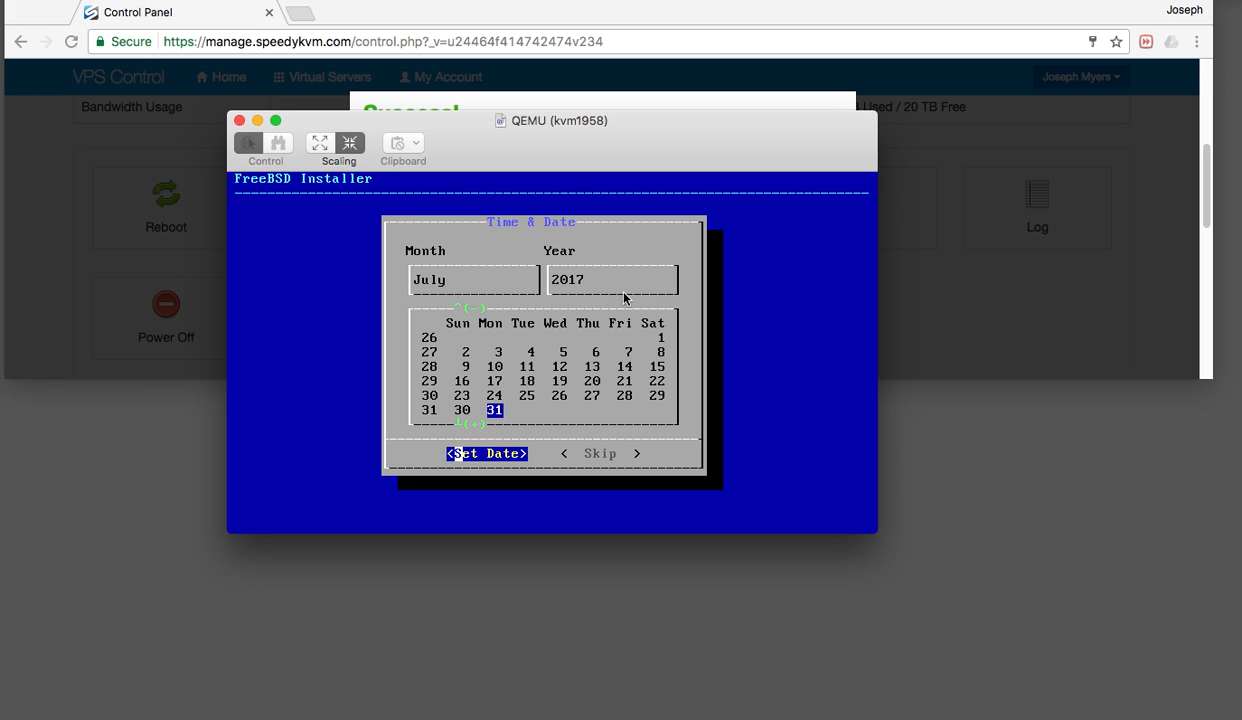 Control Panel
Joseph
Secure https://manage.speedykvm.com/control.php?_v=u24464f414742474v234
VPS Control Home Virtual Servers My Account Joseph Myers
Bandwidth Usage
Used / 20 TB Free
QEMU (kvm1958)
Control Scaling Clipboard
FreeBSD Installer
Reboot
Log
Power Off
Time & Date
Month Year
July 2017
^(-)
Sun Mon Tue Wed Thu Fri Sat
26 1
27 2 3 4 5 6 7 8
28 9 10 11 12 13 14 15
29 16 17 18 19 20 21 22
30 23 24 25 26 27 28 29
31 30 31
(+)
<Set Date> < Skip >